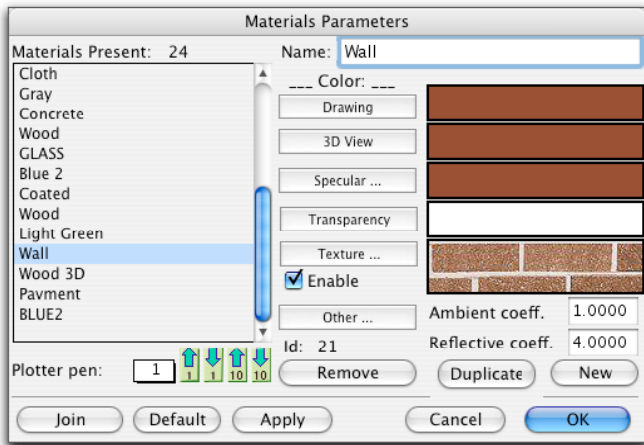 Materials Parameters
Materials Present: 24
Name: Wall
Cloth
Gray
Concrete
Wood
GLASS
Blue 2
Coated
Wood
Light Green
Wall
Wood 3D
Pavment
BLUE2
___ Color: ___
Drawing
3D View
Specular ...
Transparency
Texture ...
Enable
Other ...
Id: 21
Ambient coeff. 1.0000
Reflective coeff. 4.0000
Plotter pen: 1 1 1 10 10
Remove
Duplicate
New
Join
Default
Apply
Cancel
OK